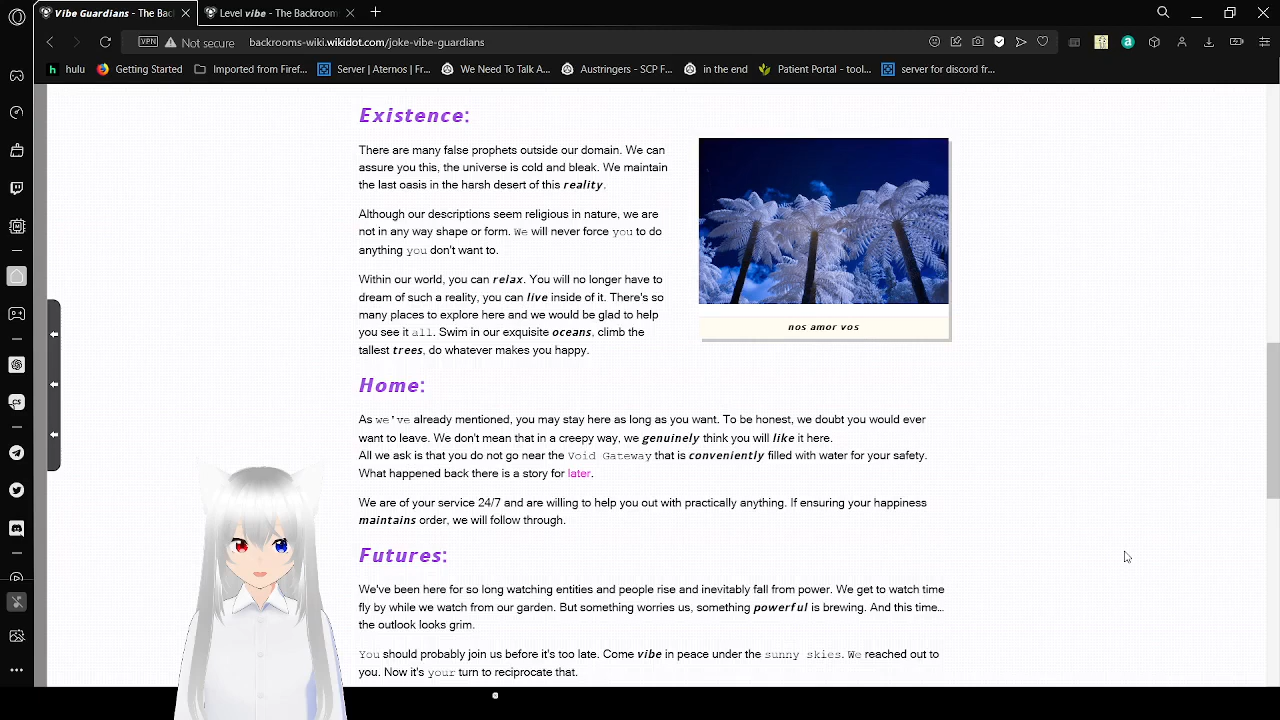 Vibe Guardians - The Bac
Level vibe - The Backroom
VPN
Not secure
backrooms-wiki.wikidot.com/joke-vibe-guardians
hulu
Getting Started
Imported from Firef...
Server | Aternos | Fr...
We Need To Talk A...
Austringers - SCP F...
in the end
Patient Portal - tool...
server for discord fr...
Existence:
There are many false prophets outside our domain. We can
assure you this, the universe is cold and bleak. We maintain
the last oasis in the harsh desert of this reality.
Although our descriptions seem religious in nature, we are
not in any way shape or form. We will never force you to do
anything you don't want to.
Within our world, you can relax. You will no longer have to
dream of such a reality, you can live inside of it. There's so
many places to explore here and we would be glad to help
you see it all. Swim in our exquisite oceans, climb the
tallest trees, do whatever makes you happy.
nos amor vos
Home:
As we've already mentioned, you may stay here as long as you want. To be honest, we doubt you would ever
want to leave. We don't mean that in a creepy way, we genuinely think you will like it here.
All we ask is that you do not go near the Void Gateway that is conveniently filled with water for your safety.
What happened back there is a story for later.
We are of your service 24/7 and are willing to help you out with practically anything. If ensuring your happiness
maintains order, we will follow through.
Futures:
We've been here for so long watching entities and people rise and inevitably fall from power. We get to watch time
fly by while we watch from our garden. But something worries us, something powerful is brewing. And this time...
the outlook looks grim.
You should probably join us before it's too late. Come vibe in peace under the sunny skies. We reached out to
you. Now it's your turn to reciprocate that.